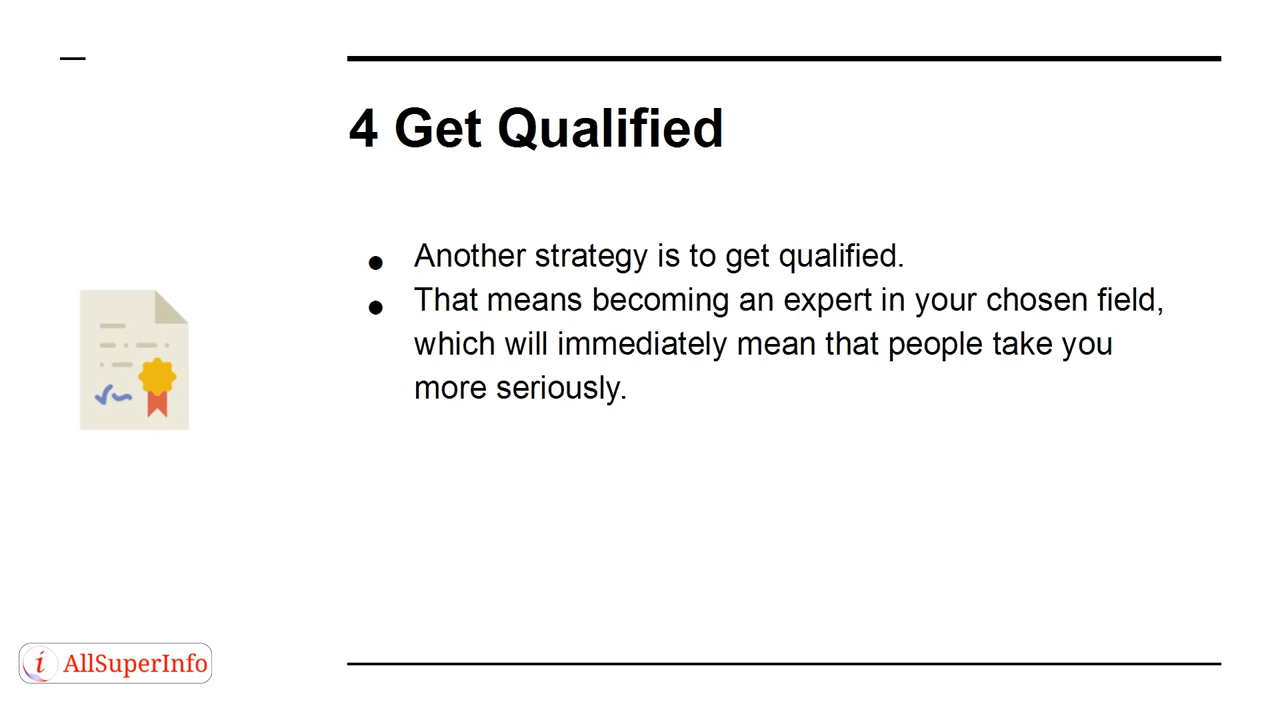 4 Get Qualified
● Another strategy is to get qualified.
● That means becoming an expert in your chosen field,
which will immediately mean that people take you
more seriously.
i AllSuperInfo